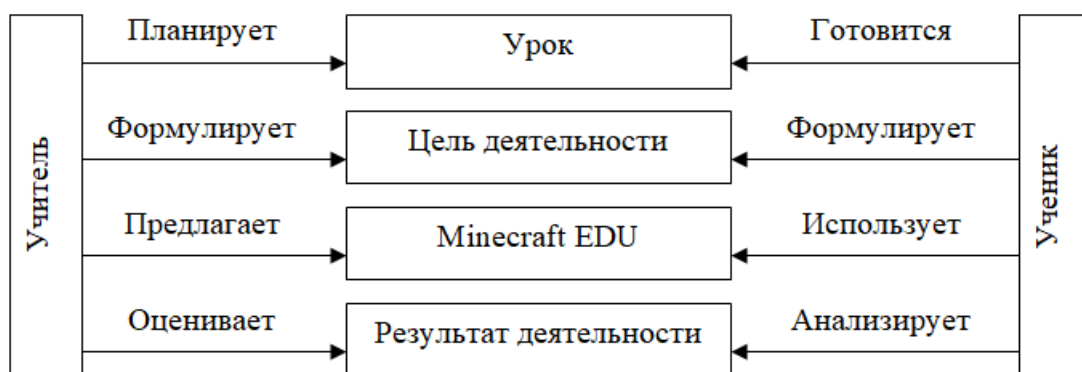 Учитель
Планирует
Урок
Готовится
Формулирует
Цель деятельности
Формулирует
Предлагает
Minecraft EDU
Использует
Оценивает
Результат деятельности
Анализирует
Ученик